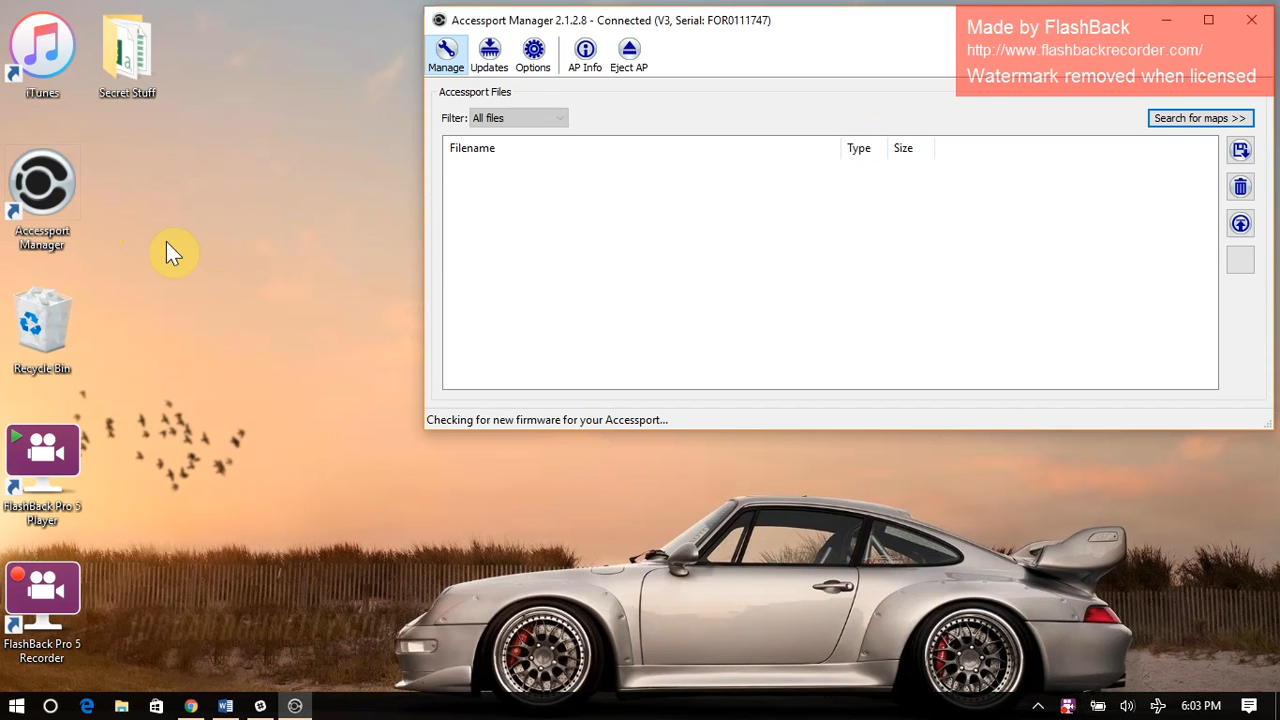 Accessport Manager 2.1.2.8 - Connected (V3, Serial: FOR0111747)
Made by FlashBack
http://www.flashbackrecorder.com/
Watermark removed when licensed
Manage
Updates
Options
AP Info
Eject AP
Accessport Files
Filter:
All files
Search for maps >>
Filename
Type
Size
Checking for new firmware for your Accessport...
iTunes
Secret Stuff
Accessport
Manager
Recycle Bin
FlashBack Pro 5
Player
FlashBack Pro 5
Recorder
6:03 PM